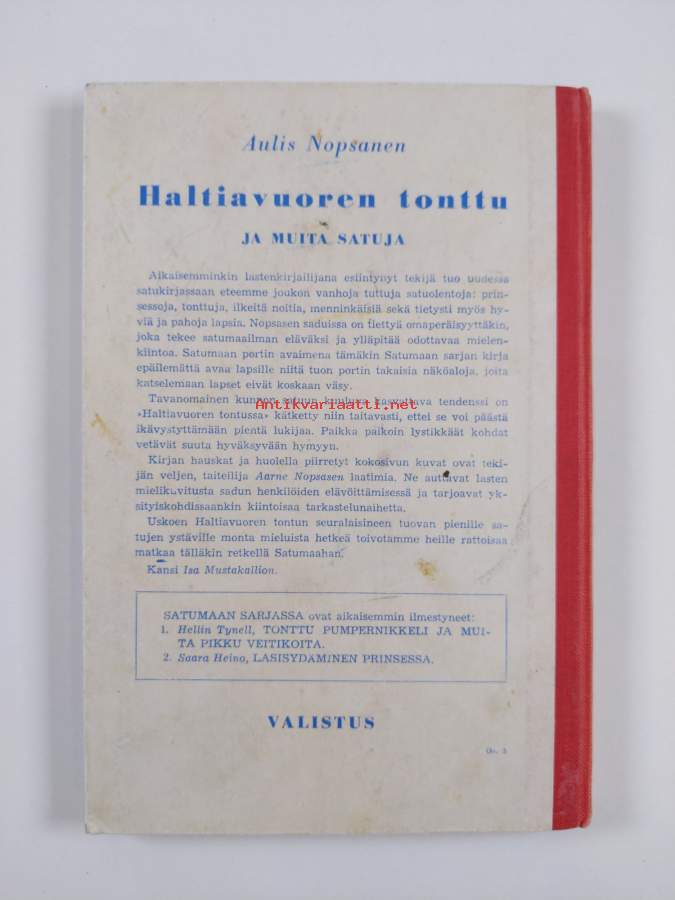 Aulis Nopsanen
Haltiavuoren tonttu
JA MUITA SATUJA
Aikaisemminkin lastenkirjailijana esiintynyt tekijä tuo uudessa
satukirjassaan eteemme joukon vanhoja tuttuja satuolentoja: prin-
sessoja, tonttuja, ilkeitä noitia, menninkäisiä sekä tietysti myös hy-
viä ja pahoja lapsia. Nopsasen saduissa on tiettyä omaperäisyyttäkin,
joka tekee satumaailman eläväksi ja ylläpitää odottavaa mielen-
kiintoa. Satumaan portin avaimena tämäkin Satumaan sarjan kirja
epäilemättä avaa lapsille niitä tuon portin takaisia näköaloja, joita
katselemaan lapset eivät koskaan väsy.
Tavanomainen kunnon satuun kuuluva kasvattava tendenssi on
»Haltiavuoren tontussa» kätketty niin taitavasti, ettei se voi päästä
ikävystyttämään pientä lukijaa. Paikka paikoin lystikkäät kohdat
vetävät suuta hyväksyvään hymyyn.
Kirjan hauskat ja huolella piirretyt kokosivun kuvat ovat teki-
jän veljen, taiteilija Aarne Nopsasen laatimia. Ne auttavat lasten
mielikuvitusta sadun henkilöiden elävöittämisessä ja tarjoavat yk-
sityiskohdissaankin kiintoisaa tarkastelunaihetta.
Uskoen Haltiavuoren tontun seuralaisineen tuovan pienille sa-
tujen ystäville monta mieluista hetkeä toivotamme heille rattoisaa
matkaa tälläkin retkellä Satumaahan.
Kansi Isa Mustakallion.
SATUMAAN SARJASSA ovat aikaisemmin ilmestyneet:
1. Hellin Tynell, TONTTU PUMPERNIKKELI JA MUI-
TA PIKKU VEITIKOITA.
2. Saara Heino, LASISYDÄMINEN PRINSESSA.
VALISTUS
Antikvariaatti.net